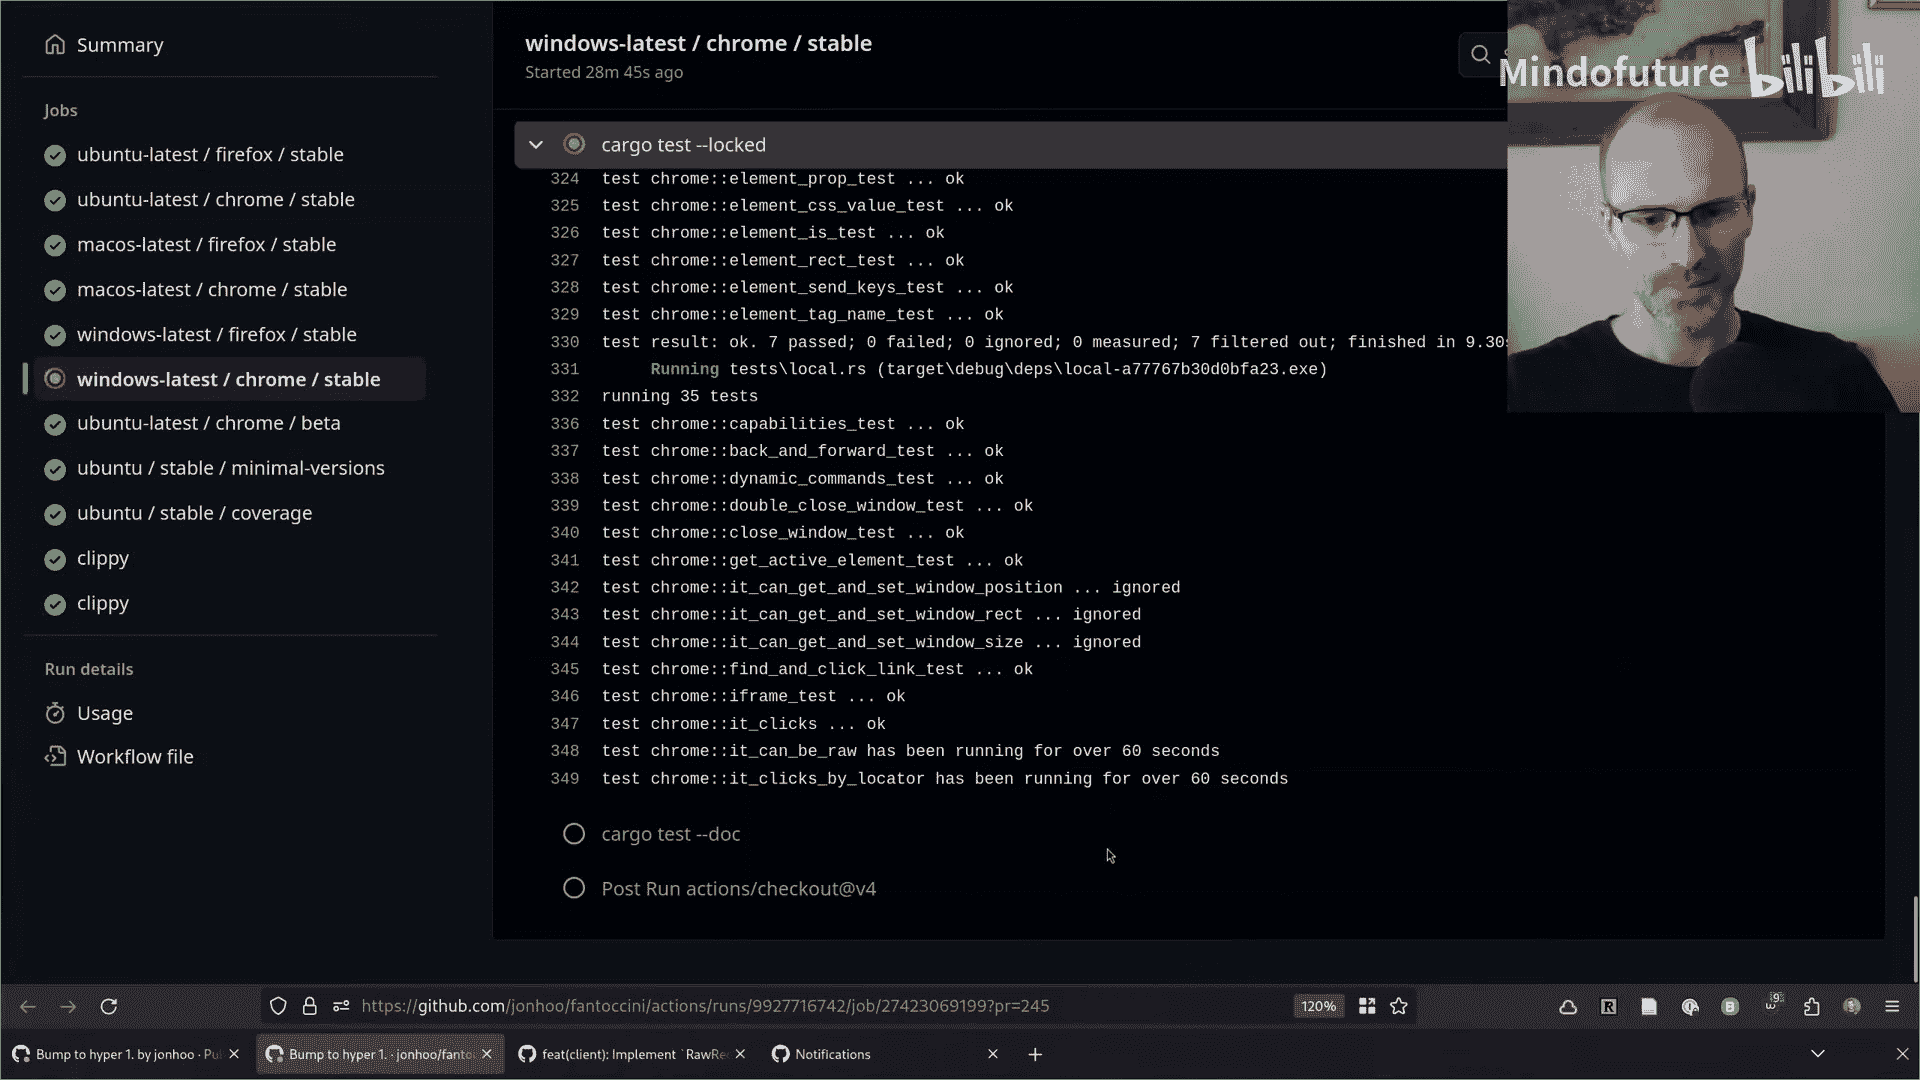 Summary
Jobs
ubuntu-latest / firefox / stable
ubuntu-latest / chrome / stable
macos-latest / firefox / stable
macos-latest / chrome / stable
windows-latest / firefox / stable
windows-latest / chrome / stable
ubuntu-latest / chrome / beta
ubuntu / stable / minimal-versions
ubuntu / stable / coverage
clippy
clippy
Run details
Usage
Workflow file
windows-latest / chrome / stable
Started 28m 45s ago
Mindofuture bilibili
cargo test --locked
324 test chrome::element_prop_test ... ok
325 test chrome::element_css_value_test ... ok
326 test chrome::element_is_test ... ok
327 test chrome::element_rect_test ... ok
328 test chrome::element_send_keys_test ... ok
329 test chrome::element_tag_name_test ... ok
330 test result: ok. 7 passed; 0 failed; 0 ignored; 0 measured; 7 filtered out; finished in 9.30s
331 Running tests\local.rs (target\debug\deps\local-a77767b30d0bfa23.exe)
332 running 35 tests
336 test chrome::capabilities_test ... ok
337 test chrome::back_and_forward_test ... ok
338 test chrome::dynamic_commands_test ... ok
339 test chrome::double_close_window_test ... ok
340 test chrome::close_window_test ... ok
341 test chrome::get_active_element_test ... ok
342 test chrome::it_can_get_and_set_window_position ... ignored
343 test chrome::it_can_get_and_set_window_rect ... ignored
344 test chrome::it_can_get_and_set_window_size ... ignored
345 test chrome::find_and_click_link_test ... ok
346 test chrome::iframe_test ... ok
347 test chrome::it_clicks ... ok
348 test chrome::it_can_be_raw has been running for over 60 seconds
349 test chrome::it_clicks_by_locator has been running for over 60 seconds
cargo test --doc
Post Run actions/checkout@v4
https://github.com/jonhoo/fantoccini/actions/runs/9927716742/job/27423069199?pr=245
120%
Bump to hyper 1. by jonhoo · Pu
Bump to hyper 1. · jonhoo/fanto
feat(client): Implement `RawRe
Notifications